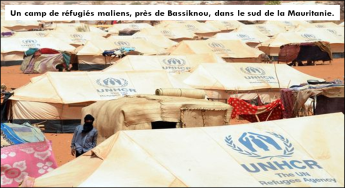 Un camp de réfugiés maliens, près de Bassiknou, dans le sud de la Mauritanie.
UNHCR
UNHCR
UNHCR
UNHCR
UNHCR
The UN Refugee Agency